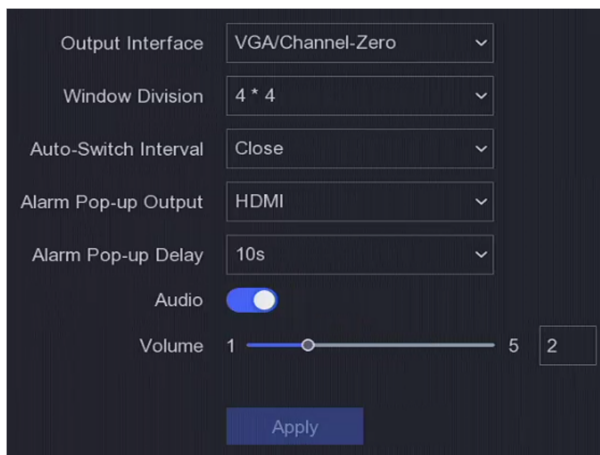 Output Interface VGA/Channel-Zero
Window Division 4 * 4
Auto-Switch Interval Close
Alarm Pop-up Output HDMI
Alarm Pop-up Delay 10s
Audio
Volume 1 5 2
Apply